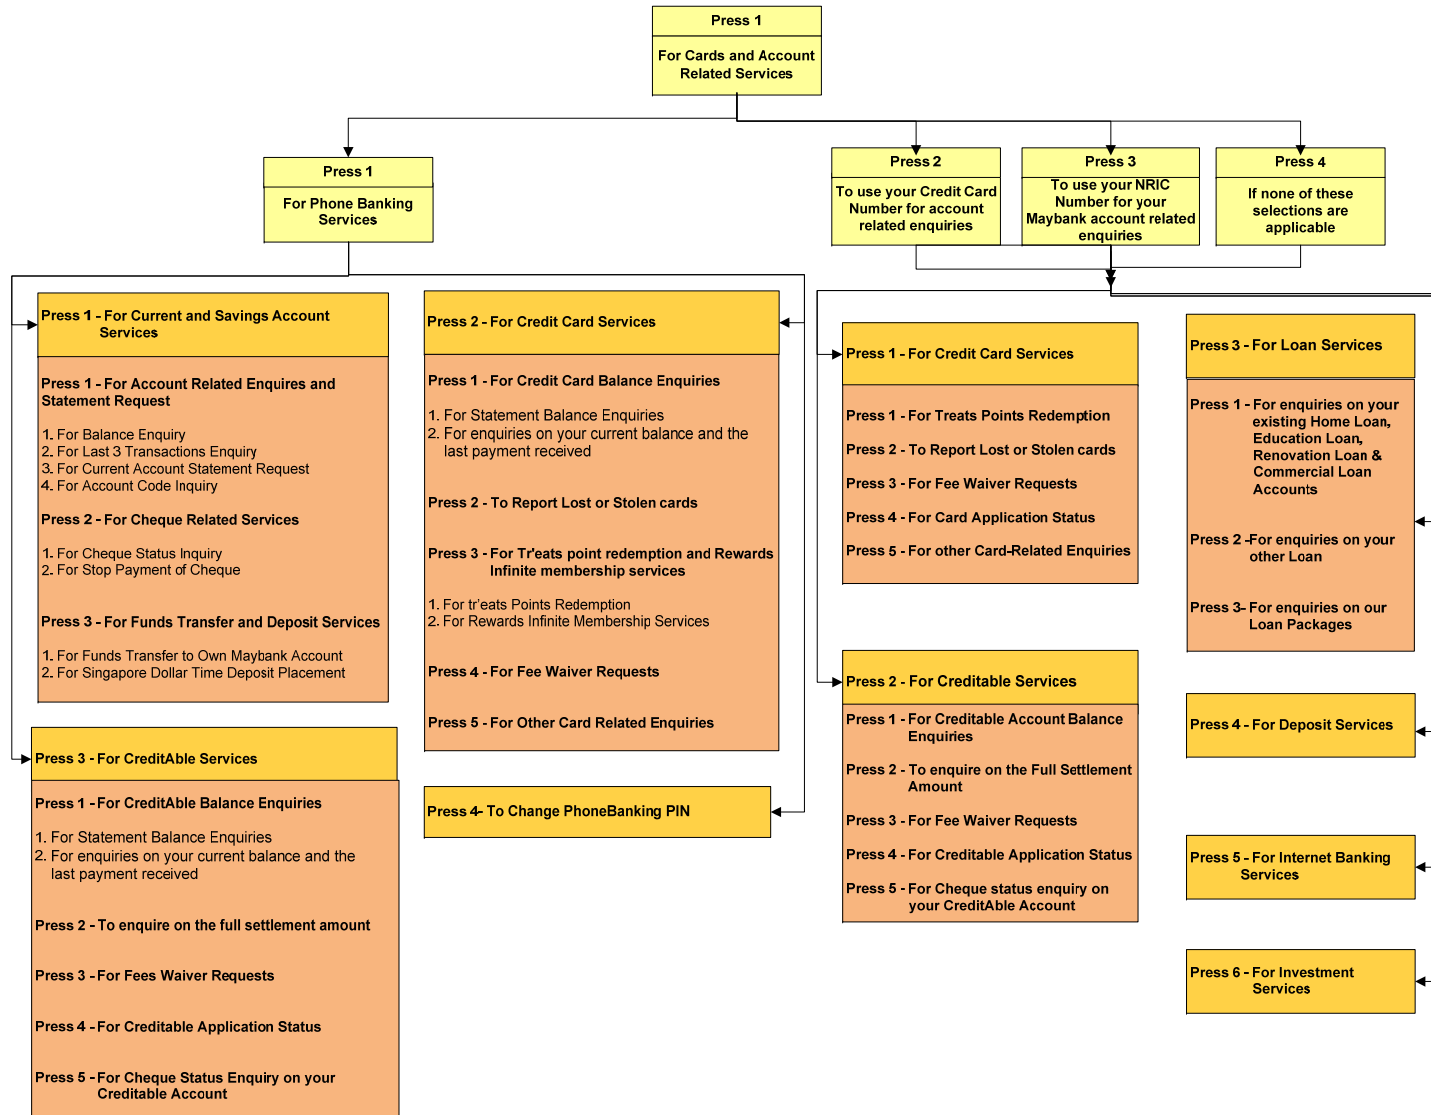 Press 1
For Cards and Account
Related Services
Press 1
For Phone Banking
Services
Press 2
To use your Credit Card
Number for account
related enquiries
Press 3
To use your NRIC
Number for your
Maybank account related
enquiries
Press 4
If none of these
selections are
applicable
Press 1 - For Current and Savings Account
Services
Press 1 - For Account Related Enquires and
Statement Request
1. For Balance Enquiry
2. For Last 3 Transactions Enquiry
3. For Current Account Statement Request
4. For Account Code Inquiry
Press 2 - For Cheque Related Services
1. For Cheque Status Inquiry
2. For Stop Payment of Cheque
Press 3 - For Funds Transfer and Deposit Services
1. For Funds Transfer to Own Maybank Account
2. For Singapore Dollar Time Deposit Placement
Press 3 - For CreditAble Services
Press 1 - For CreditAble Balance Enquiries
1. For Statement Balance Enquiries
2. For enquiries on your current balance and the
last payment received
Press 2 - To enquire on the full settlement amount
Press 3 - For Fees Waiver Requests
Press 4 - For Creditable Application Status
Press 5 - For Cheque Status Enquiry on your
Creditable Account
Press 2 - For Credit Card Services
Press 1 - For Credit Card Balance Enquiries
1. For Statement Balance Enquiries
2. For enquiries on your current balance and the
last payment received
Press 2 - To Report Lost or Stolen cards
Press 3 - For Tr'eats point redemption and Rewards
Infinite membership services
1. For tr'eats Points Redemption
2. For Rewards Infinite Membership Services
Press 4 - For Fee Waiver Requests
Press 5 - For Other Card Related Enquiries
Press 4- To Change PhoneBanking PIN
Press 1 - For Credit Card Services
Press 1 - For Treats Points Redemption
Press 2 - To Report Lost or Stolen cards
Press 3 - For Fee Waiver Requests
Press 4 - For Card Application Status
Press 5 - For other Card-Related Enquiries
Press 2 - For Creditable Services
Press 1 - For Creditable Account Balance
Enquiries
Press 2 - To enquire on the Full Settlement
Amount
Press 3 - For Fee Waiver Requests
Press 4 - For Creditable Application Status
Press 5 - For Cheque status enquiry on
your CreditAble Account
Press 3 - For Loan Services
Press 1 - For enquiries on your
existing Home Loan,
Education Loan,
Renovation Loan &
Commercial Loan
Accounts
Press 2 -For enquiries on your
other Loan
Press 3- For enquiries on our
Loan Packages
Press 4 - For Deposit Services
Press 5 - For Internet Banking
Services
Press 6 - For Investment
Services